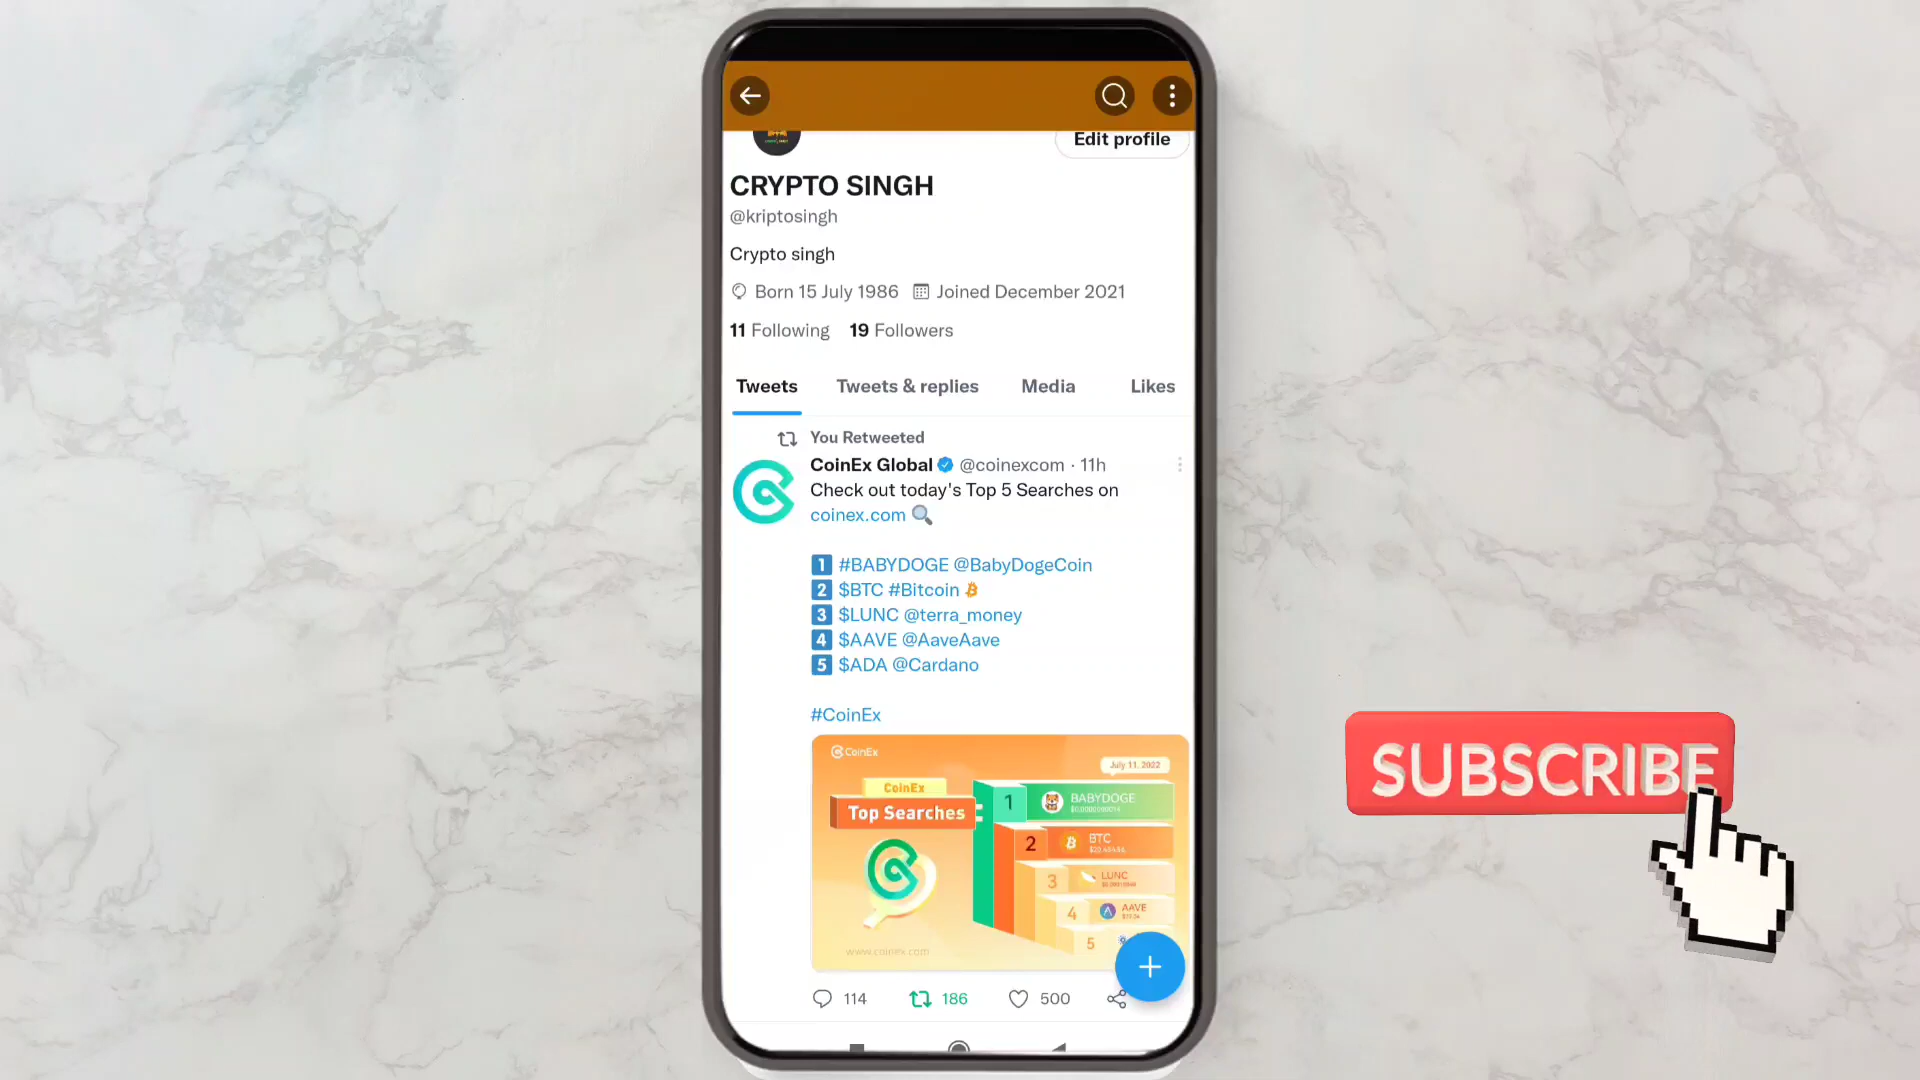 Edit profile
CRYPTO SINGH
@kriptosingh
Crypto singh
Born 15 July 1986 Joined December 2021
11 Following 19 Followers
Tweets Tweets & replies Media Likes
You Retweeted
CoinEx Global @coinexcom · 11h
Check out today's Top 5 Searches on
coinex.com
1 #BABYDOGE @BabyDogeCoin
2 $BTC #Bitcoin
3 $LUNC @terra_money
4 $AAVE @AaveAave
5 $ADA @Cardano
#CoinEx
CoinEx
July 11, 2022
CoinEx
Top Searches
1 BABYDOGE
2 BTC
3 LUNC
4 AAVE
5
www.coinex.com
114 186 500
SUBSCRIBE